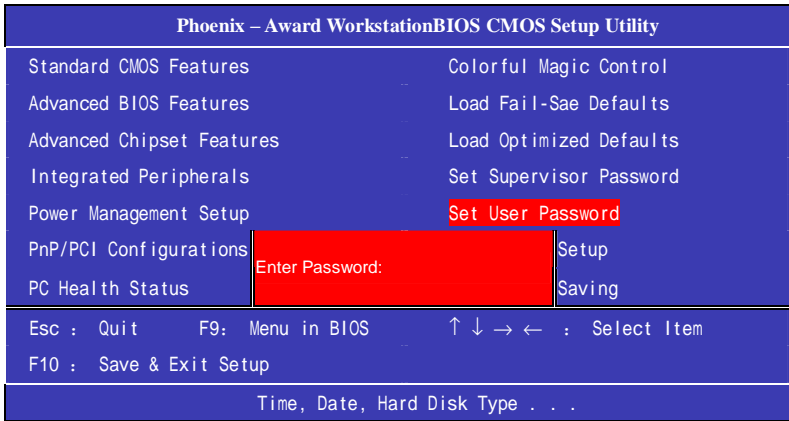 Phoenix – Award WorkstationBIOS CMOS Setup Utility
Standard CMOS Features
Colorful Magic Control
Advanced BIOS Features
Load Fail-Sae Defaults
Advanced Chipset Features
Load Optimized Defaults
Integrated Peripherals
Set Supervisor Password
Power Management Setup
Set User Password
PnP/PCI Configurations
Setup
Enter Password:
PC Health Status
Saving
Esc : Quit F9: Menu in BIOS ↑ ↓ → ← : Select Item
F10 : Save & Exit Setup
Time, Date, Hard Disk Type . . .